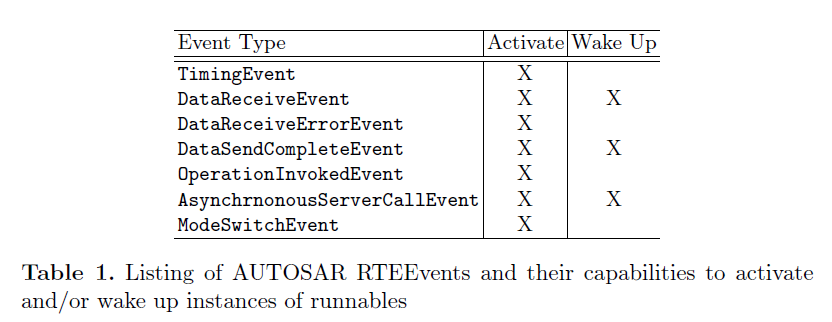 Event Type Activate Wake Up
TimingEvent X
DataReceiveEvent X X
DataReceiveErrorEvent X
DataSendCompleteEvent X X
OperationInvokedEvent X
AsynchrnonousServerCallEvent X X
ModeSwitchEvent X
Table 1. Listing of AUTOSAR RTEEvents and their capabilities to activate
and/or wake up instances of runnables